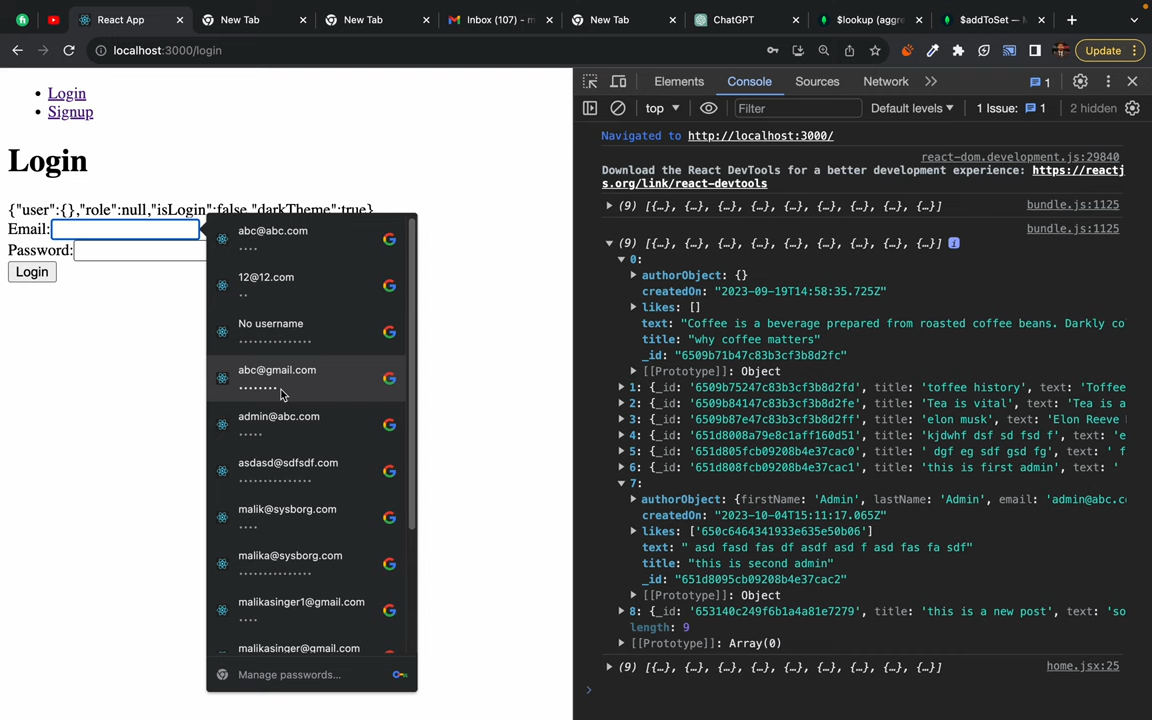 React App
New Tab
New Tab
Inbox (107) - m
New Tab
ChatGPT
$lookup (aggre
$addToSet — M
localhost:3000/login
Update
Login
Signup
Login
{"user":{},"role":null,"isLogin":false,"darkTheme":true}
Email:
Password:
Login
abc@abc.com
12@12.com
No username
abc@gmail.com
admin@abc.com
asdasd@sdfsdf.com
malik@sysborg.com
malika@sysborg.com
malikasinger1@gmail.com
malikasinger@gmail.com
Manage passwords...
Elements
Console
Sources
Network
1
top
Filter
Default levels
1 Issue: 1
2 hidden
Navigated to http://localhost:3000/
react-dom.development.js:29840
Download the React DevTools for a better development experience: https://reactj
s.org/link/react-devtools
(9) [{…}, {…}, {…}, {…}, {…}, {…}, {…}, {…}, {…}] bundle.js:1125
bundle.js:1125
(9) [{…}, {…}, {…}, {…}, {…}, {…}, {…}, {…}, {…}]
0:
authorObject: {}
createdOn: "2023-09-19T14:58:35.725Z"
likes: []
text: "Coffee is a beverage prepared from roasted coffee beans. Darkly co
title: "why coffee matters"
_id: "6509b71b47c83b3cf3b8d2fc"
[[Prototype]]: Object
1: {_id: '6509b75247c83b3cf3b8d2fd', title: 'toffee history', text: 'Toffee
2: {_id: '6509b84147c83b3cf3b8d2fe', title: 'Tea is vital', text: 'Tea is a
3: {_id: '6509b87e47c83b3cf3b8d2ff', title: 'elon musk', text: 'Elon Reeve
4: {_id: '651d8008a79e8c1aff160d51', title: 'kjdwhf dsf sd fsd f', text: 'e
5: {_id: '651d805fcb09208b4e37cac0', title: ' dgf eg sdf gsd fg', text: ' f
6: {_id: '651d808fcb09208b4e37cac1', title: 'this is first admin', text: '
7:
authorObject: {firstName: 'Admin', lastName: 'Admin', email: 'admin@abc.co
createdOn: "2023-10-04T15:11:17.065Z"
likes: ['650c6464341933e635e50b06']
text: " asd fasd fas df asdf asd f asd fas fa sdf"
title: "this is second admin"
_id: "651d8095cb09208b4e37cac2"
[[Prototype]]: Object
8: {_id: '653140c249f6b1a4a81e7279', title: 'this is a new post', text: 'so
length: 9
[[Prototype]]: Array(0)
(9) [{…}, {…}, {…}, {…}, {…}, {…}, {…}, {…}, {…}] home.jsx:25